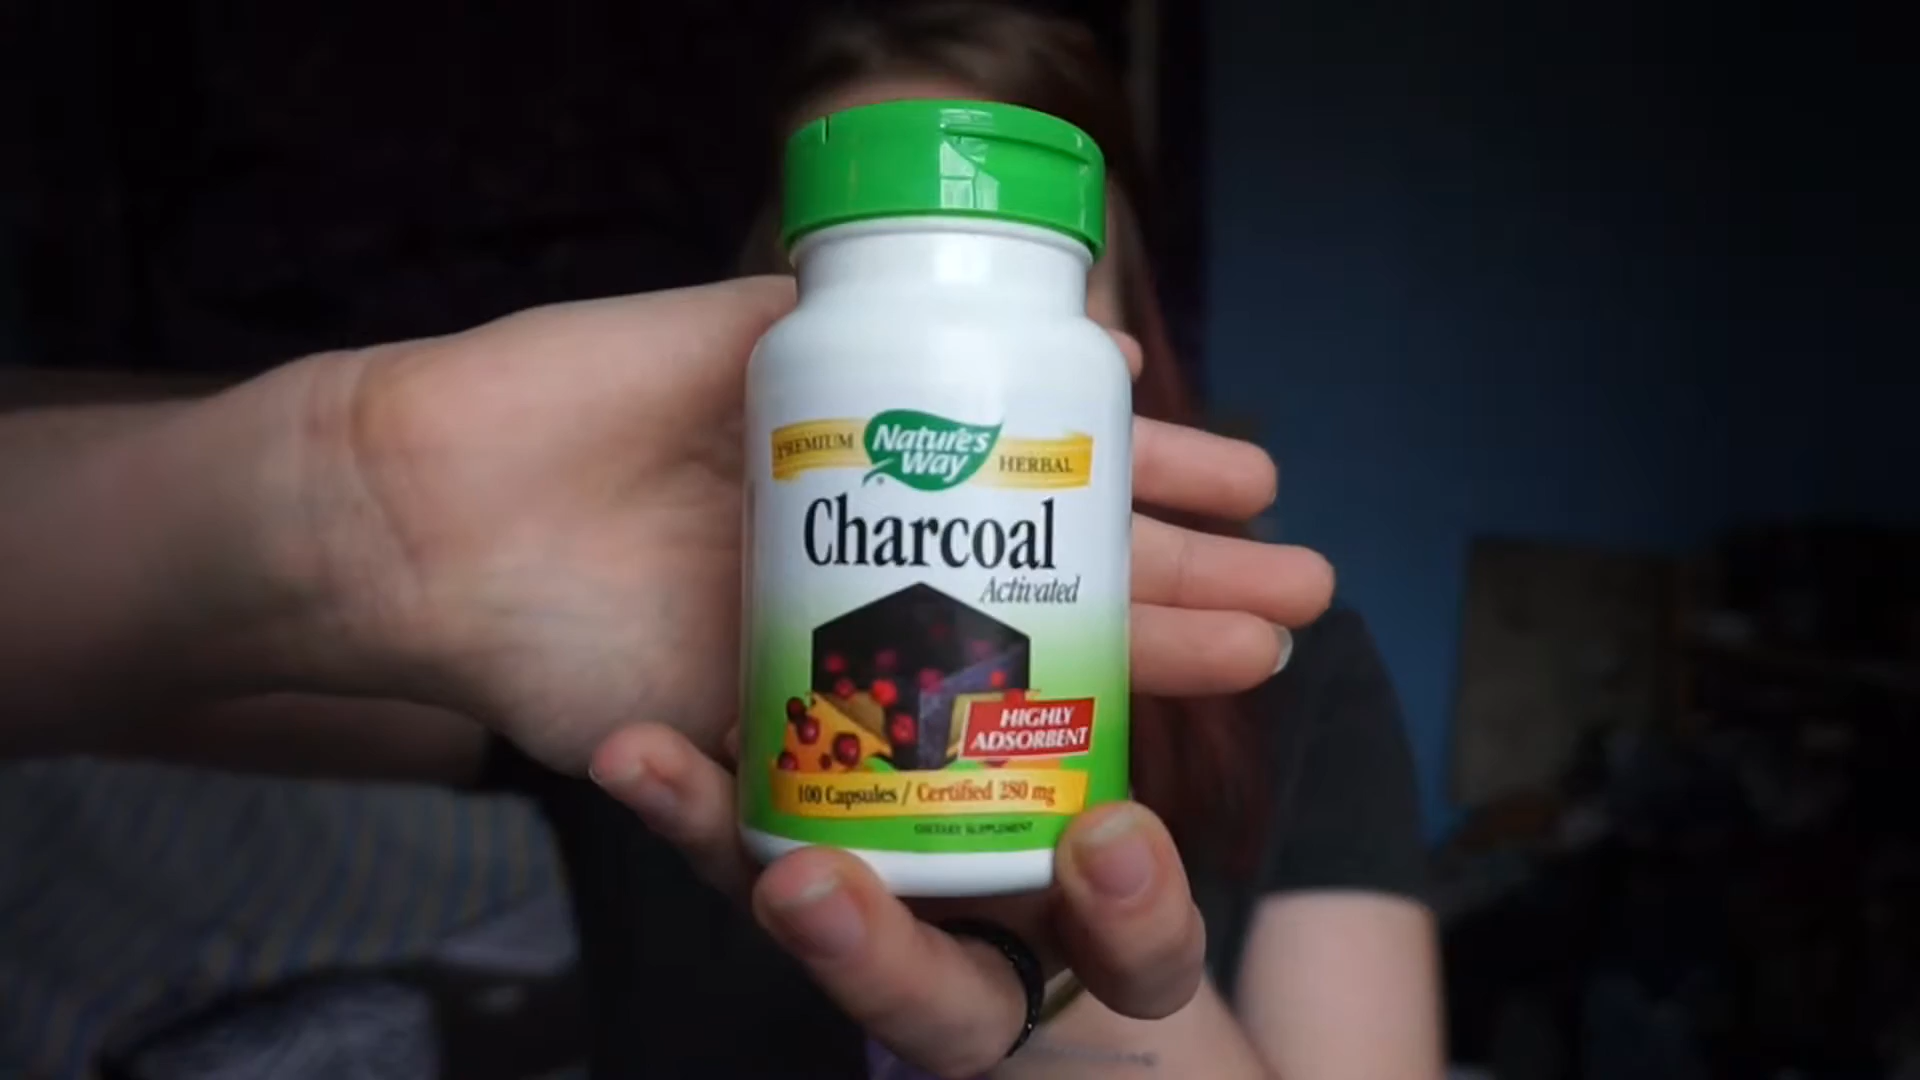 PREMIUM Nature's Way HERBAL
Charcoal
Activated
HIGHLY
ADSORBENT
100 Capsules / Certified 280 mg
DIETARY SUPPLEMENT